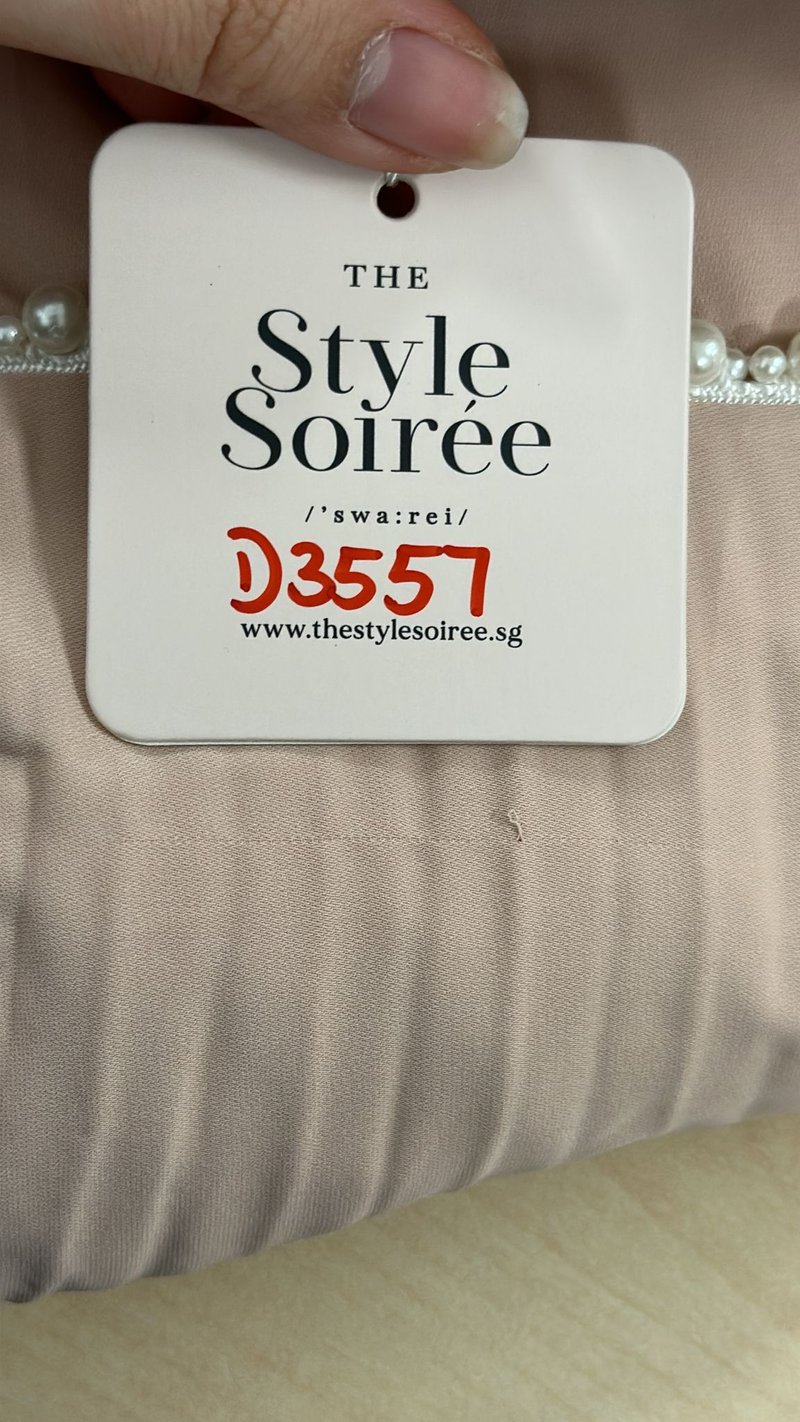 THE
Style
Soirée
/'swa:rei/
D3557
www.thestylesoiree.sg